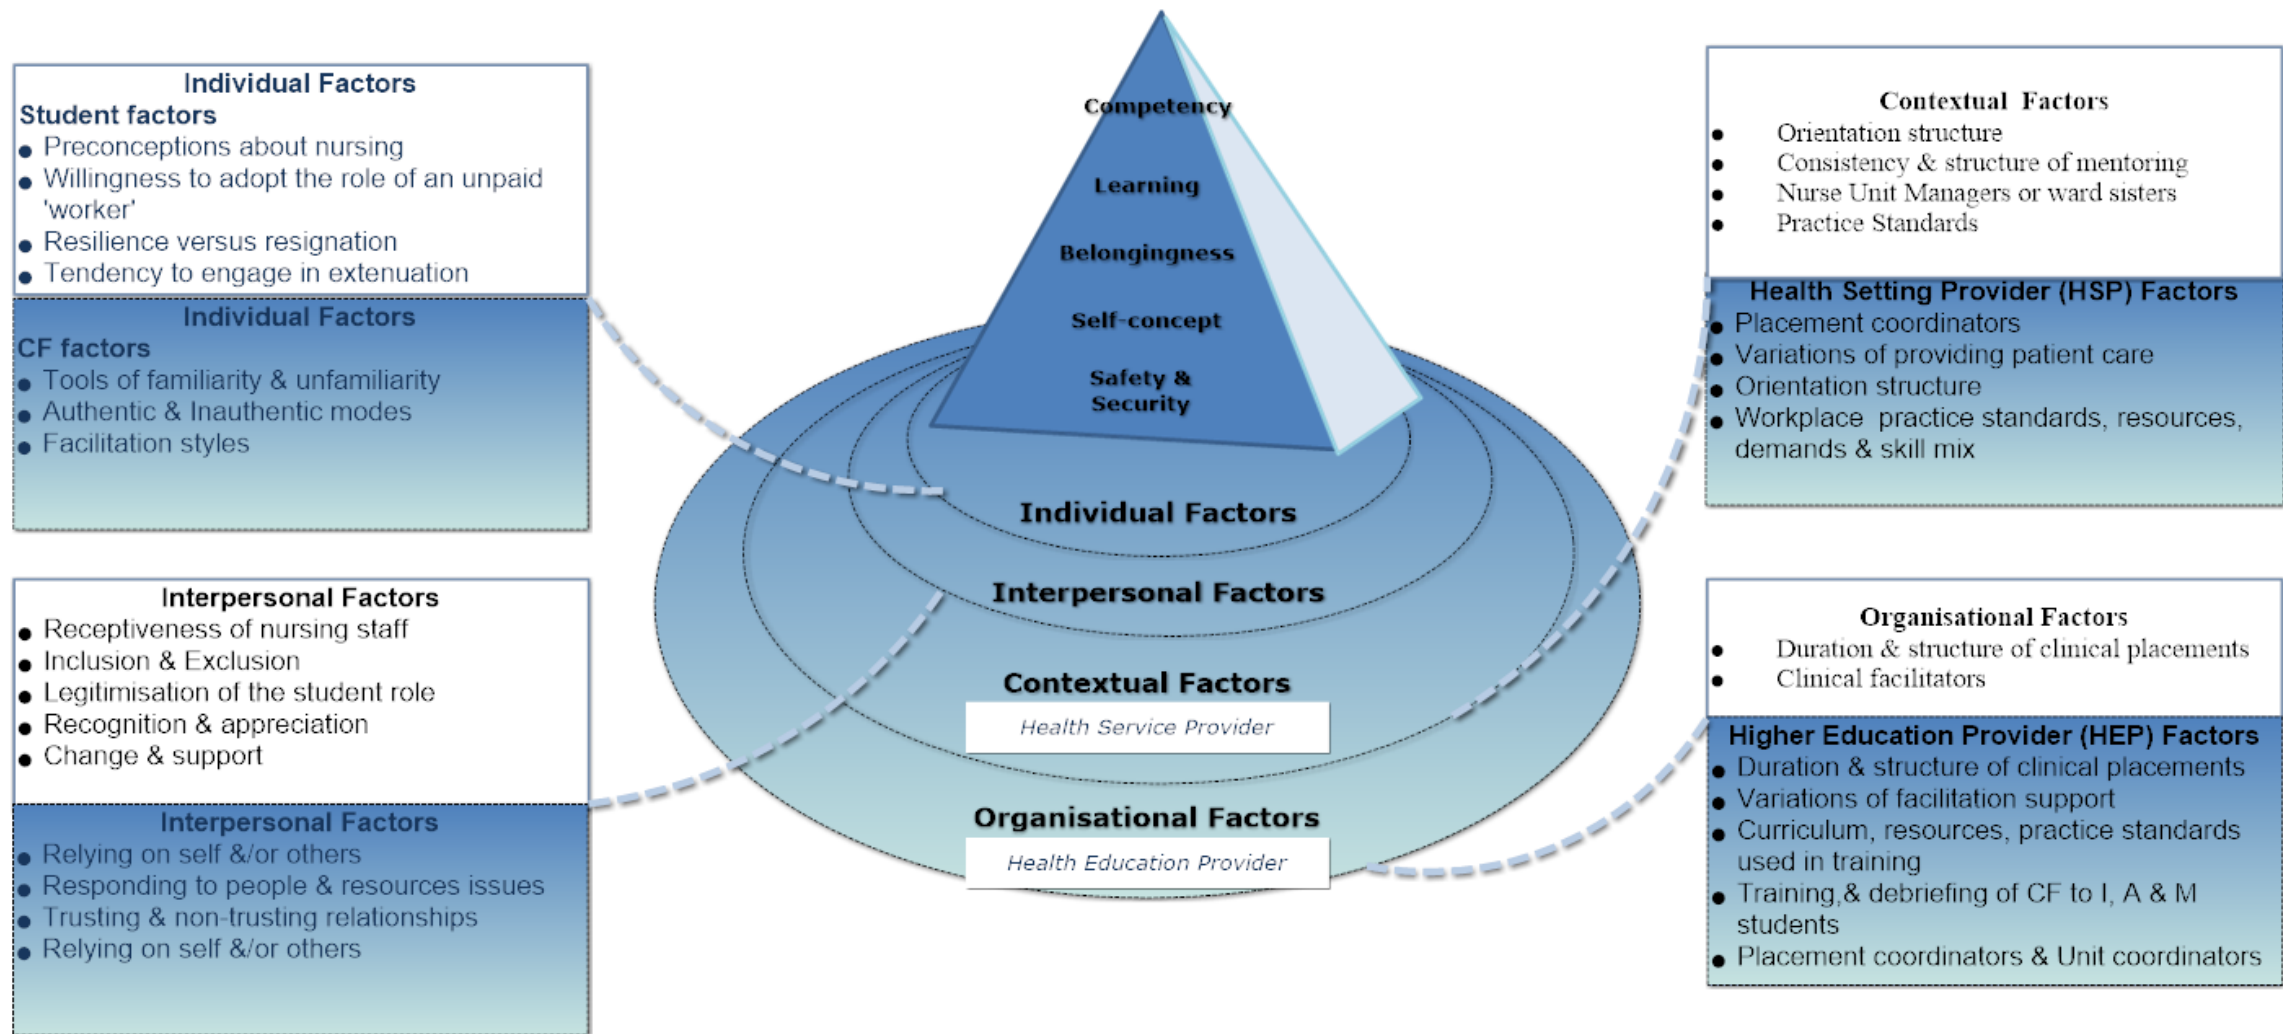 Individual Factors
Student factors
● Preconceptions about nursing
● Willingness to adopt the role of an unpaid
'worker'
● Resilience versus resignation
● Tendency to engage in extenuation
Individual Factors
CF factors
● Tools of familiarity & unfamiliarity
● Authentic & Inauthentic modes
● Facilitation styles
Interpersonal Factors
● Receptiveness of nursing staff
● Inclusion & Exclusion
● Legitimisation of the student role
● Recognition & appreciation
● Change & support
Interpersonal Factors
● Relying on self &/or others
● Responding to people & resources issues
● Trusting & non-trusting relationships
● Relying on self &/or others
Competency
Learning
Belongingness
Self-concept
Safety &
Security
Individual Factors
Interpersonal Factors
Contextual Factors
Health Service Provider
Organisational Factors
Health Education Provider
Contextual Factors
● Orientation structure
● Consistency & structure of mentoring
● Nurse Unit Managers or ward sisters
● Practice Standards
Health Setting Provider (HSP) Factors
● Placement coordinators
● Variations of providing patient care
● Orientation structure
● Workplace practice standards, resources,
demands & skill mix
Organisational Factors
● Duration & structure of clinical placements
● Clinical facilitators
Higher Education Provider (HEP) Factors
● Duration & structure of clinical placements
● Variations of facilitation support
● Curriculum, resources, practice standards
used in training
● Training,& debriefing of CF to I, A & M
students
● Placement coordinators & Unit coordinators